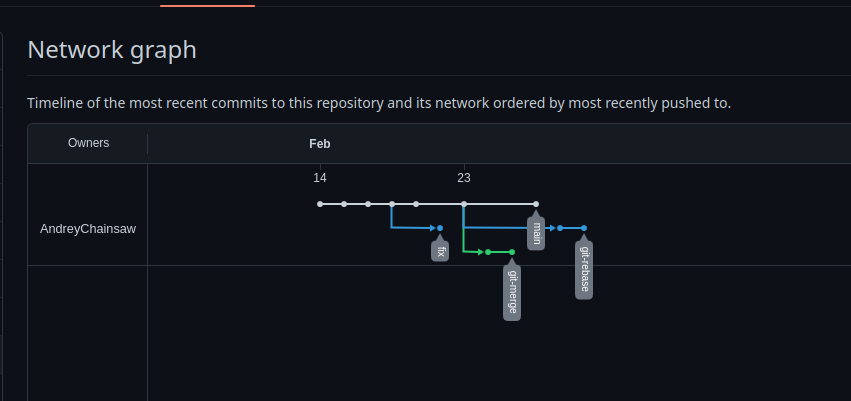 Network graph
Timeline of the most recent commits to this repository and its network ordered by most recently pushed to.
Owners
Feb
14
23
AndreyChainsaw
fix
main
git-rebase
git-merge